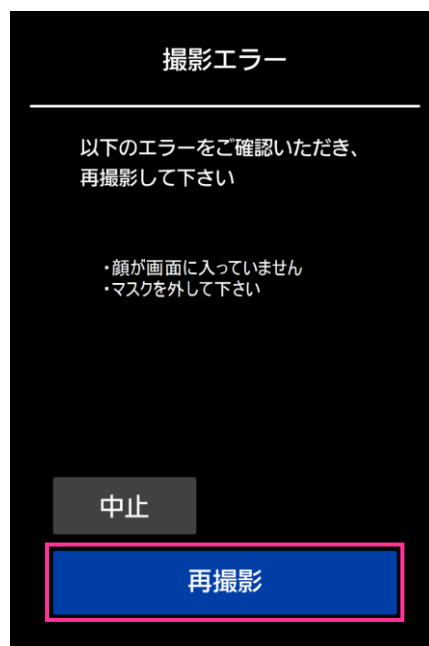 撮影エラー
以下のエラーをご確認いただき、
再撮影して下さい
・顔が画面に入っていません
・マスクを外して下さい
中止
再撮影